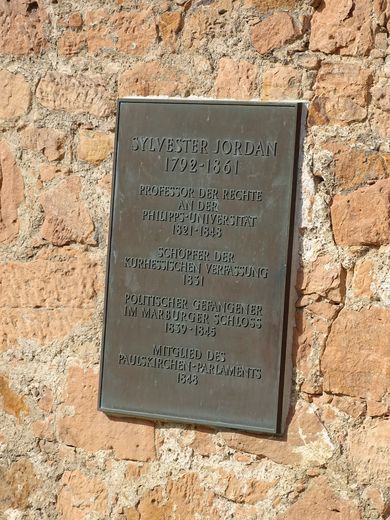 SYLVESTER JORDAN
1792-1861
PROFESSOR DER RECHTE
AN DER
PHILIPPS-UNIVERSITÄT
1821-1848
SCHÖPFER DER
KURHESSISCHEN VERFASSUNG
1831
POLITISCHER GEFANGENER
IM MARBURGER SCHLOSS
1839-1845
MITGLIED DES
PAULSKIRCHEN-PARLAMENTS
1848